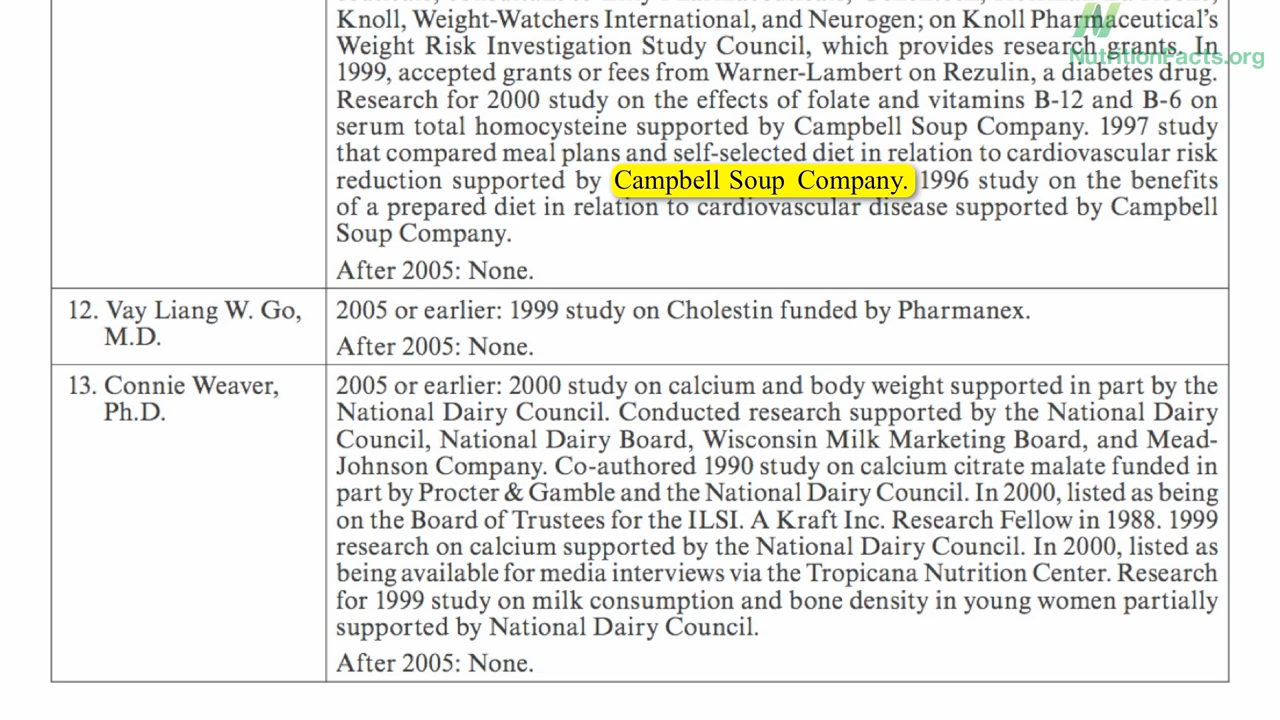 Knoll, Weight-Watchers International, and Neurogen; on Knoll Pharmaceutical's
Weight Risk Investigation Study Council, which provides research grants. In
1999, accepted grants or fees from Warner-Lambert on Rezulin, a diabetes drug.
Research for 2000 study on the effects of folate and vitamins B-12 and B-6 on
serum total homocysteine supported by Campbell Soup Company. 1997 study
that compared meal plans and self-selected diet in relation to cardiovascular risk
reduction supported by Campbell Soup Company. 1996 study on the benefits
of a prepared diet in relation to cardiovascular disease supported by Campbell
Soup Company.
After 2005: None.
12. Vay Liang W. Go,
M.D.
2005 or earlier: 1999 study on Cholestin funded by Pharmanex.
After 2005: None.
13. Connie Weaver,
Ph.D.
2005 or earlier: 2000 study on calcium and body weight supported in part by the
National Dairy Council. Conducted research supported by the National Dairy
Council, National Dairy Board, Wisconsin Milk Marketing Board, and Mead-
Johnson Company. Co-authored 1990 study on calcium citrate malate funded in
part by Procter & Gamble and the National Dairy Council. In 2000, listed as being
on the Board of Trustees for the ILSI. A Kraft Inc. Research Fellow in 1988. 1999
research on calcium supported by the National Dairy Council. In 2000, listed as
being available for media interviews via the Tropicana Nutrition Center. Research
for 1999 study on milk consumption and bone density in young women partially
supported by National Dairy Council.
After 2005: None.
NutritionFacts.org